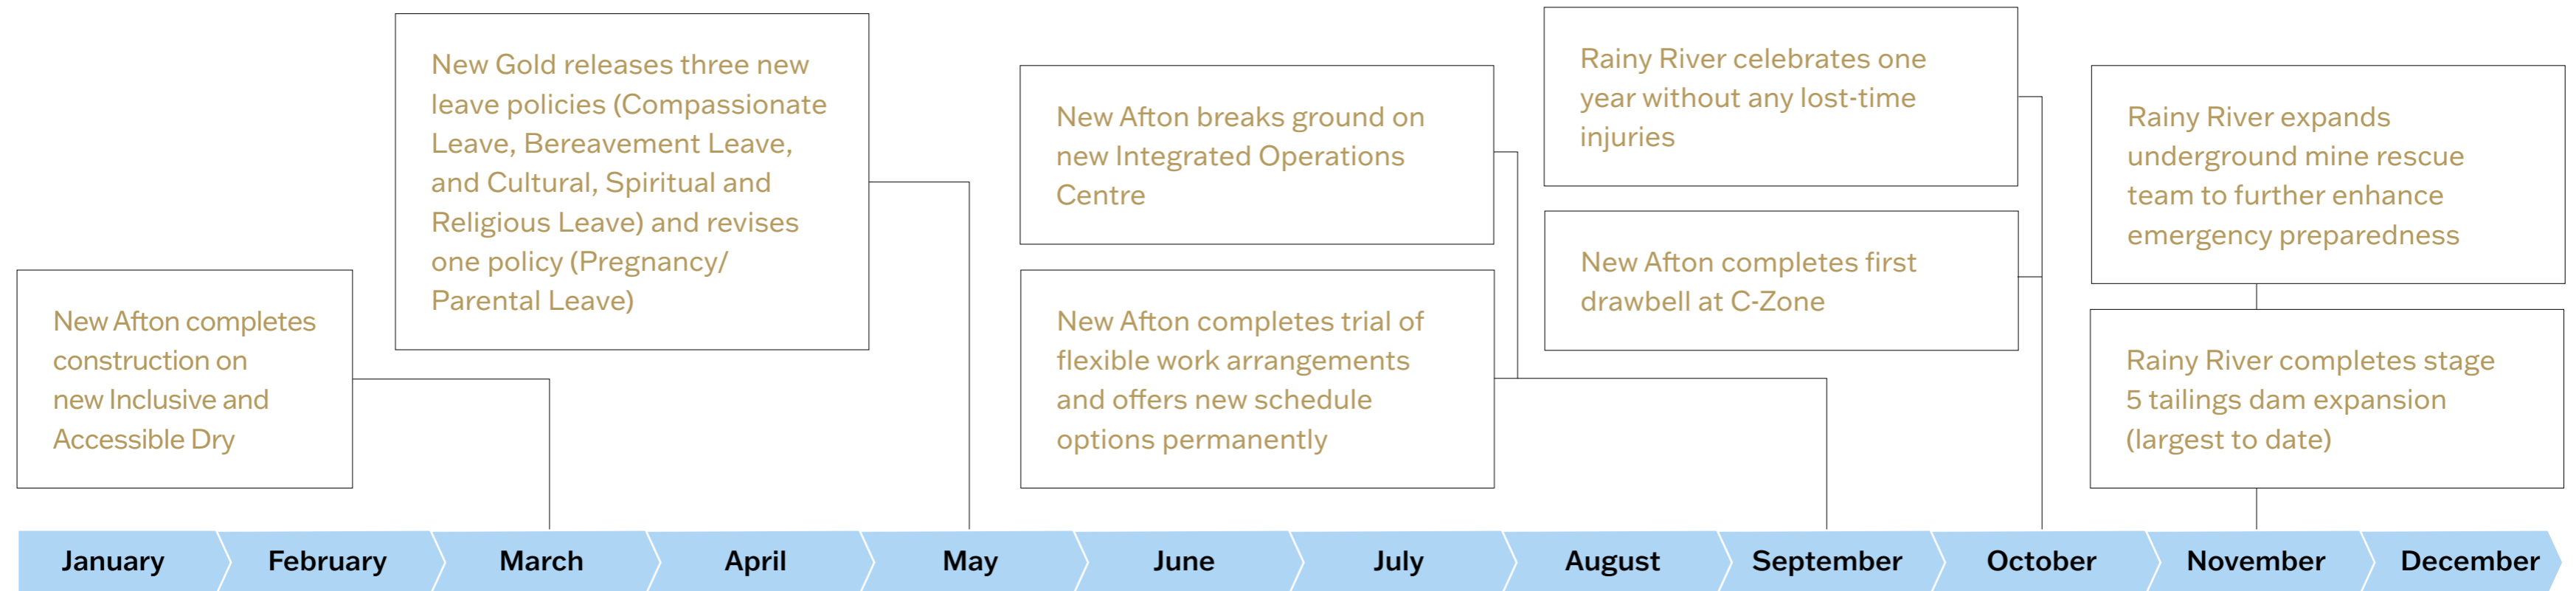 New Afton completes
construction on
new Inclusive and
Accessible Dry
New Gold releases three new
leave policies (Compassionate
Leave, Bereavement Leave,
and Cultural, Spiritual and
Religious Leave) and revises
one policy (Pregnancy/
Parental Leave)
New Afton breaks ground on
new Integrated Operations
Centre
New Afton completes trial of
flexible work arrangements
and offers new schedule
options permanently
Rainy River celebrates one
year without any lost-time
injuries
New Afton completes first
drawbell at C-Zone
Rainy River expands
underground mine rescue
team to further enhance
emergency preparedness
Rainy River completes stage
5 tailings dam expansion
(largest to date)
January February March April May June July August September October November December